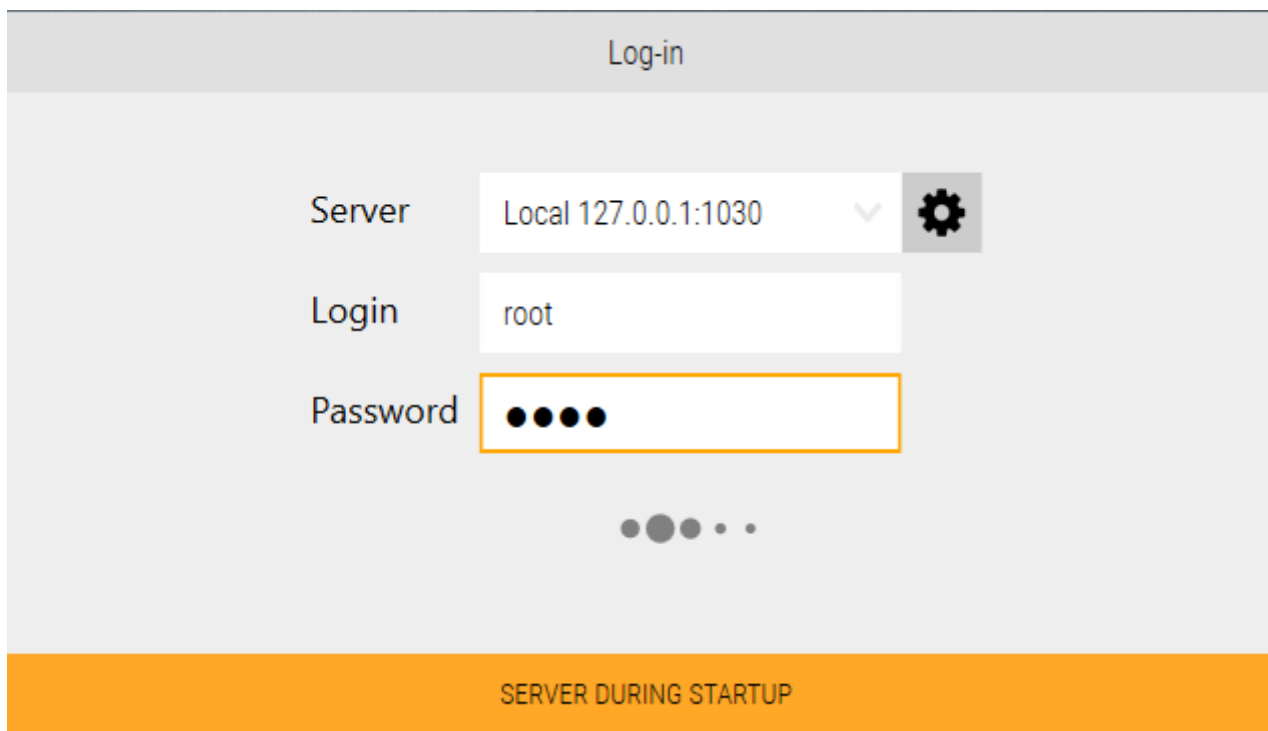 Log-in
Server Local 127.0.0.1:1030
Login root
Password ●●●●
SERVER DURING STARTUP